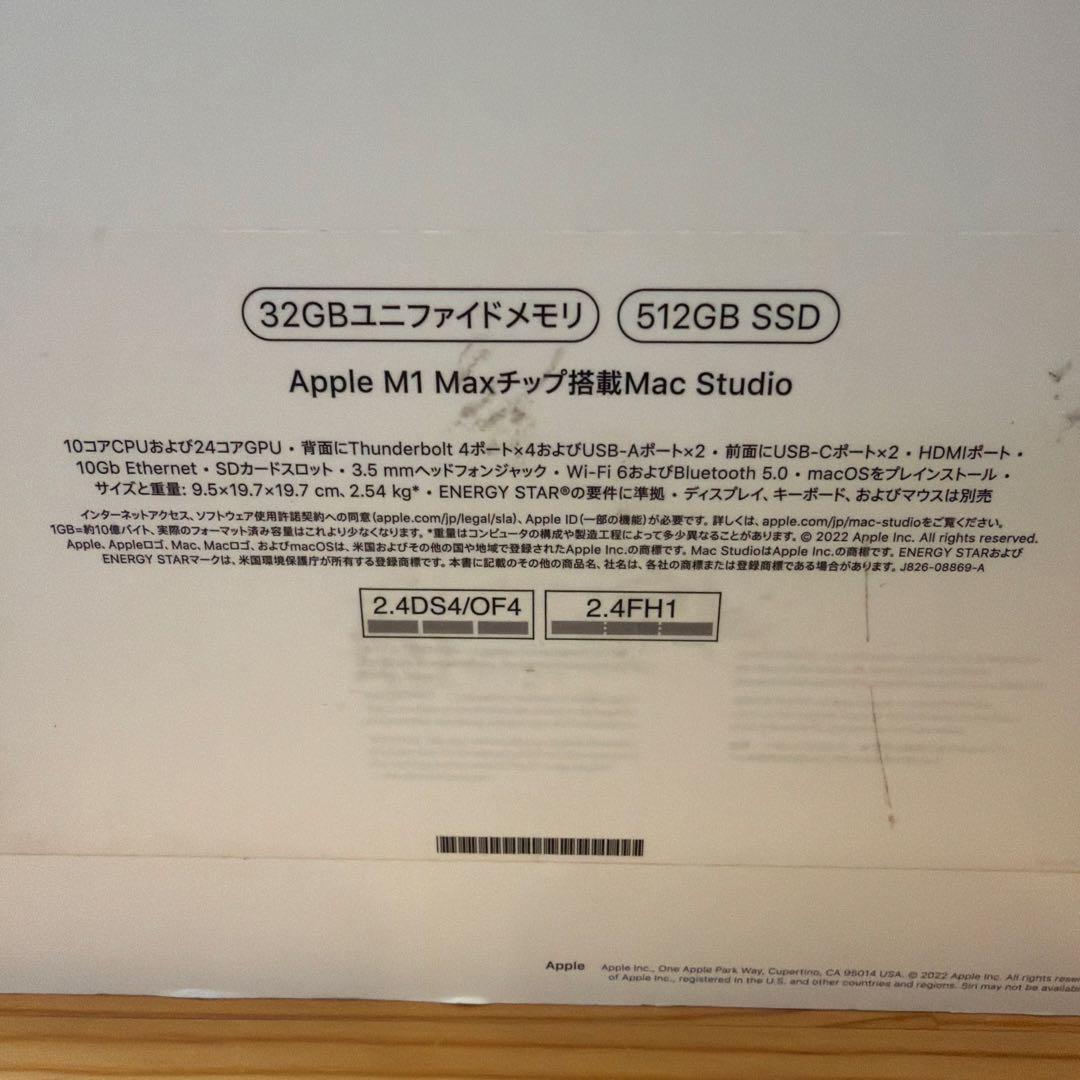 32GBユニファイドメモリ 512GB SSD
Apple M1 Maxチップ搭載Mac Studio
10コアCPUおよび24コアGPU・背面にThunderbolt 4ポート×4およびUSB-Aポート×2・前面にUSB-Cポート×2・HDMIポート・
10Gb Ethernet・SDカードスロット・3.5 mmヘッドフォンジャック・Wi-Fi 6およびBluetooth 5.0・macOSをプレインストール・
サイズと重量: 9.5×19.7×19.7 cm、2.54 kg*・ENERGY STAR®の要件に準拠・ディスプレイ、キーボード、およびマウスは別売
インターネットアクセス、ソフトウェア使用許諾契約への同意（apple.com/jp/legal/sla）、Apple ID（一部の機能）が必要です。詳しくは、apple.com/jp/mac-studioをご覧ください。
1GB=約10億バイト、実際のフォーマット済み容量はこれより少なくなります。*重量はコンピュータの構成や製造工程によって多少異なることがあります。© 2022 Apple Inc. All rights reserved.
Apple、Appleロゴ、Mac、Macロゴ、およびmacOSは、米国およびその他の国や地域で登録されたApple Inc.の商標です。Mac StudioはApple Inc.の商標です。ENERGY STARおよび
ENERGY STARマークは、米国環境保護庁が所有する登録商標です。本書に記載のその他の商品名、社名は、各社の商標または登録商標である場合があります。J826-08869-A
2.4DS4/OF4 2.4FH1
Apple Apple Inc., One Apple Park Way, Cupertino, CA 95014 USA. © 2022 Apple Inc. All rights
of Apple Inc., registered in the U.S. and other countries and regions. Siri may not be